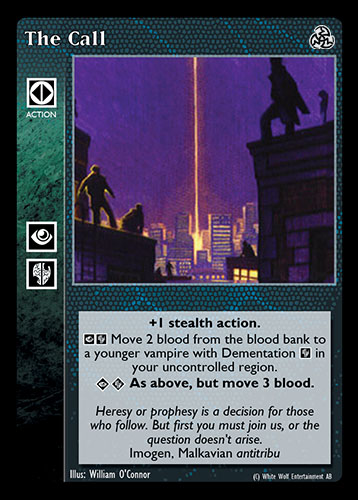 The Call
ACTION
+1 stealth action.
Move 2 blood from the blood bank to
a younger vampire with Dementation in
your uncontrolled region.
As above, but move 3 blood.
Heresy or prophesy is a decision for those
who follow. But first you must join us, or the
question doesn't arise.
Imogen, Malkavian antitribu
Illus: William O'Connor
(C) White Wolf Entertainment AB